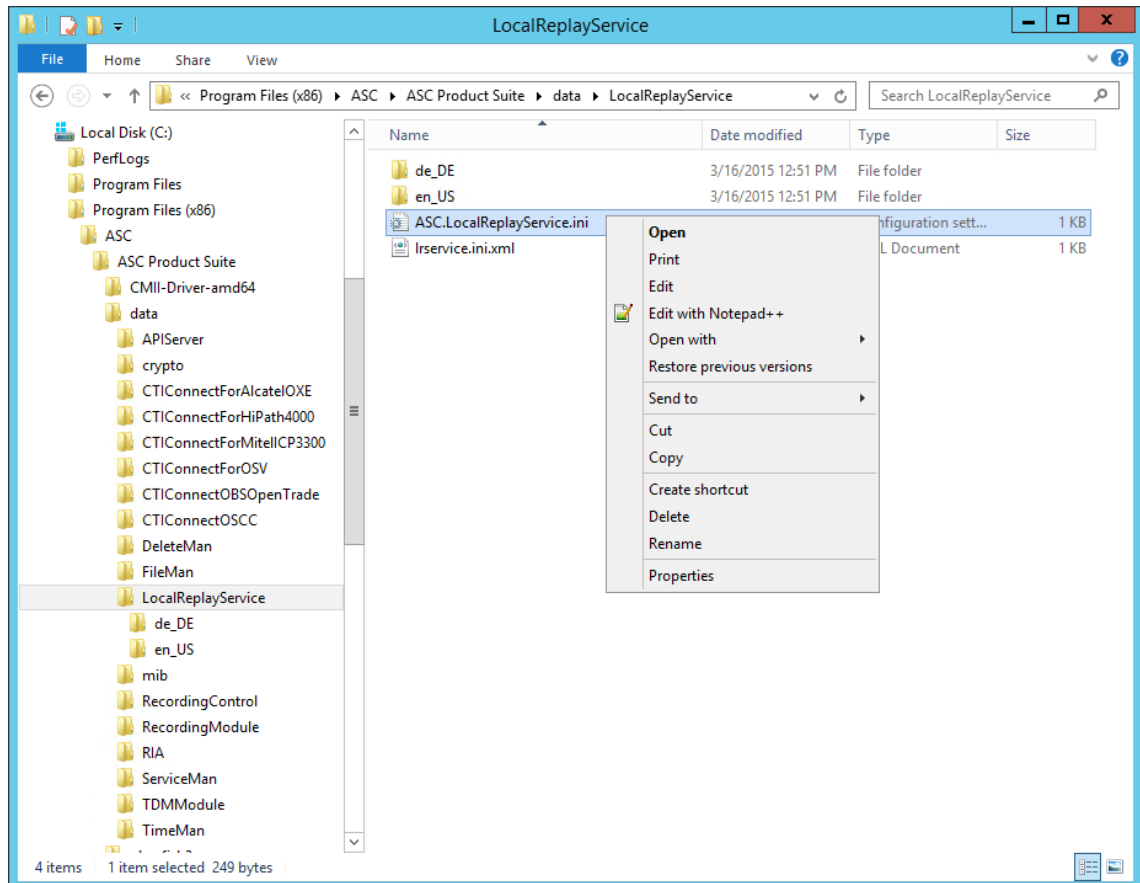 LocalReplayService
File Home Share View
« Program Files (x86) ASC ASC Product Suite data LocalReplayService
Search LocalReplayService
Local Disk (C:)
PerfLogs
Program Files
Program Files (x86)
ASC
ASC Product Suite
CMII-Driver-amd64
data
APIServer
crypto
CTIConnectForAlcatelOXE
CTIConnectForHiPath4000
CTIConnectForMitelICP3300
CTIConnectForOSV
CTIConnectOBSOpenTrade
CTIConnectOSCC
DeleteMan
FileMan
LocalReplayService
de_DE
en_US
mib
RecordingControl
RecordingModule
RIA
ServiceMan
TDMModule
TimeMan
Name Date modified Type Size
de_DE 3/16/2015 12:51 PM File folder
en_US 3/16/2015 12:51 PM File folder
ASC.LocalReplayService.ini nfiguration sett... 1 KB
lrservice.ini.xml L Document 1 KB
Open
Print
Edit
Edit with Notepad++
Open with
Restore previous versions
Send to
Cut
Copy
Create shortcut
Delete
Rename
Properties
4 items 1 item selected 249 bytes